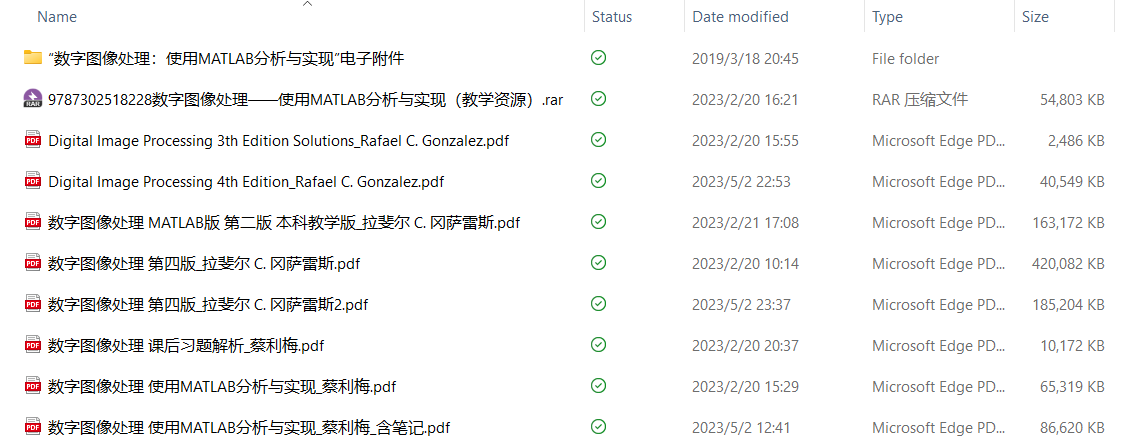 Name Status Date modified Type Size
“数字图像处理：使用MATLAB分析与实现”电子附件 2019/3/18 20:45 File folder
RAR 9787302518228数字图像处理——使用MATLAB分析与实现（教学资源）.rar 2023/2/20 16:21 RAR 压缩文件 54,803 KB
PDF Digital Image Processing 3th Edition Solutions_Rafael C. Gonzalez.pdf 2023/2/20 15:55 Microsoft Edge PD... 2,486 KB
PDF Digital Image Processing 4th Edition_Rafael C. Gonzalez.pdf 2023/5/2 22:53 Microsoft Edge PD... 40,549 KB
PDF 数字图像处理 MATLAB版 第二版 本科教学版_拉斐尔 C. 冈萨雷斯.pdf 2023/2/21 17:08 Microsoft Edge PD... 163,172 KB
PDF 数字图像处理 第四版_拉斐尔 C. 冈萨雷斯.pdf 2023/2/20 10:14 Microsoft Edge PD... 420,082 KB
PDF 数字图像处理 第四版_拉斐尔 C. 冈萨雷斯2.pdf 2023/5/2 23:37 Microsoft Edge PD... 185,204 KB
PDF 数字图像处理 课后习题解析_蔡利梅.pdf 2023/2/20 20:37 Microsoft Edge PD... 10,172 KB
PDF 数字图像处理 使用MATLAB分析与实现_蔡利梅.pdf 2023/2/20 15:29 Microsoft Edge PD... 65,319 KB
PDF 数字图像处理 使用MATLAB分析与实现_蔡利梅_含笔记.pdf 2023/5/2 12:41 Microsoft Edge PD... 86,620 KB